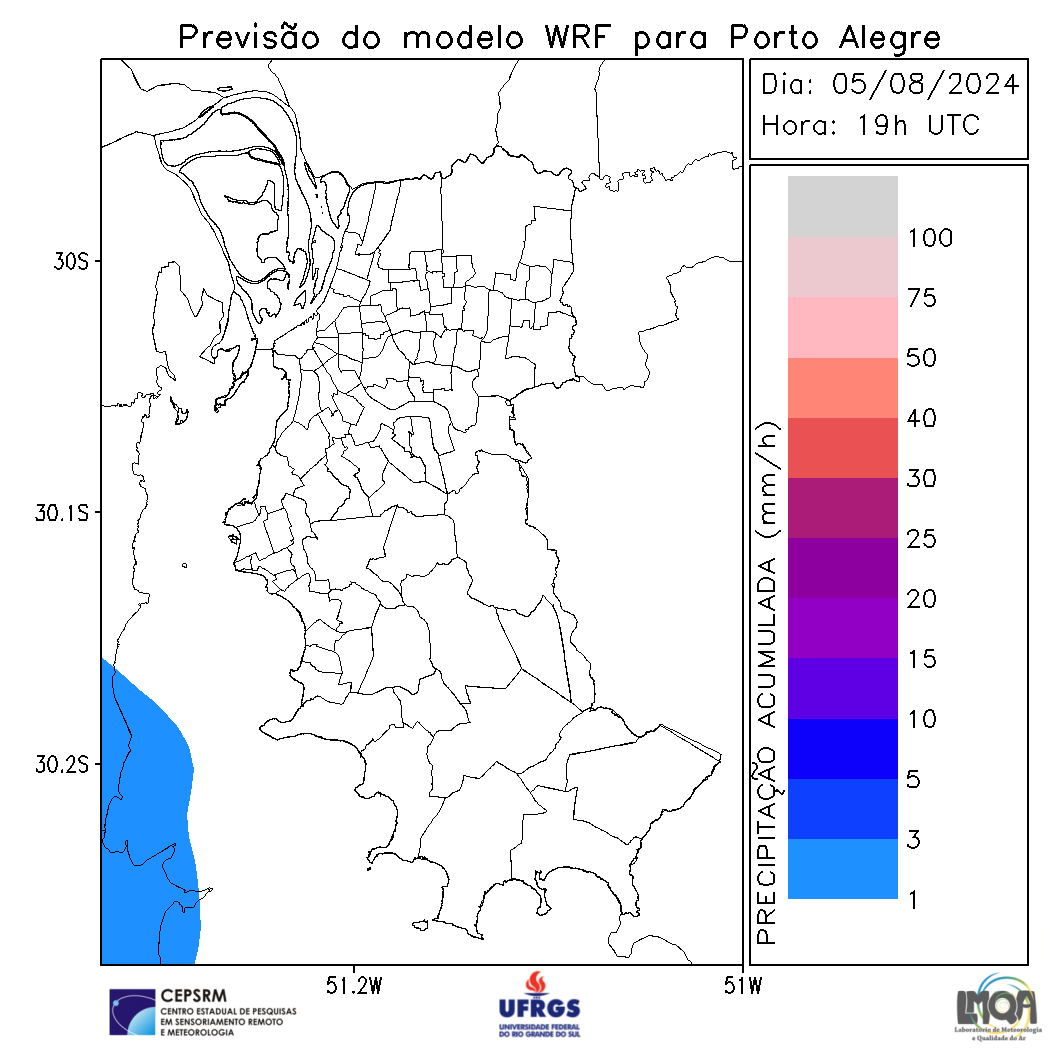 Previsão do modelo WRF para Porto Alegre
Dia: 05/08/2024
Hora: 19h UTC
30S
30.1S
30.2S
51.2W
51W
PRECIPITAÇÃO ACUMULADA (mm/h)
100
75
50
40
30
25
20
15
10
5
3
1
CEPSRM
CENTRO ESTADUAL DE PESQUISAS
EM SENSORIAMENTO REMOTO
E METEOROLOGIA
UFRGS
UNIVERSIDADE FEDERAL
DO RIO GRANDE DO SUL
LMQA
Laboratório de Meteorologia
e Qualidade do Ar